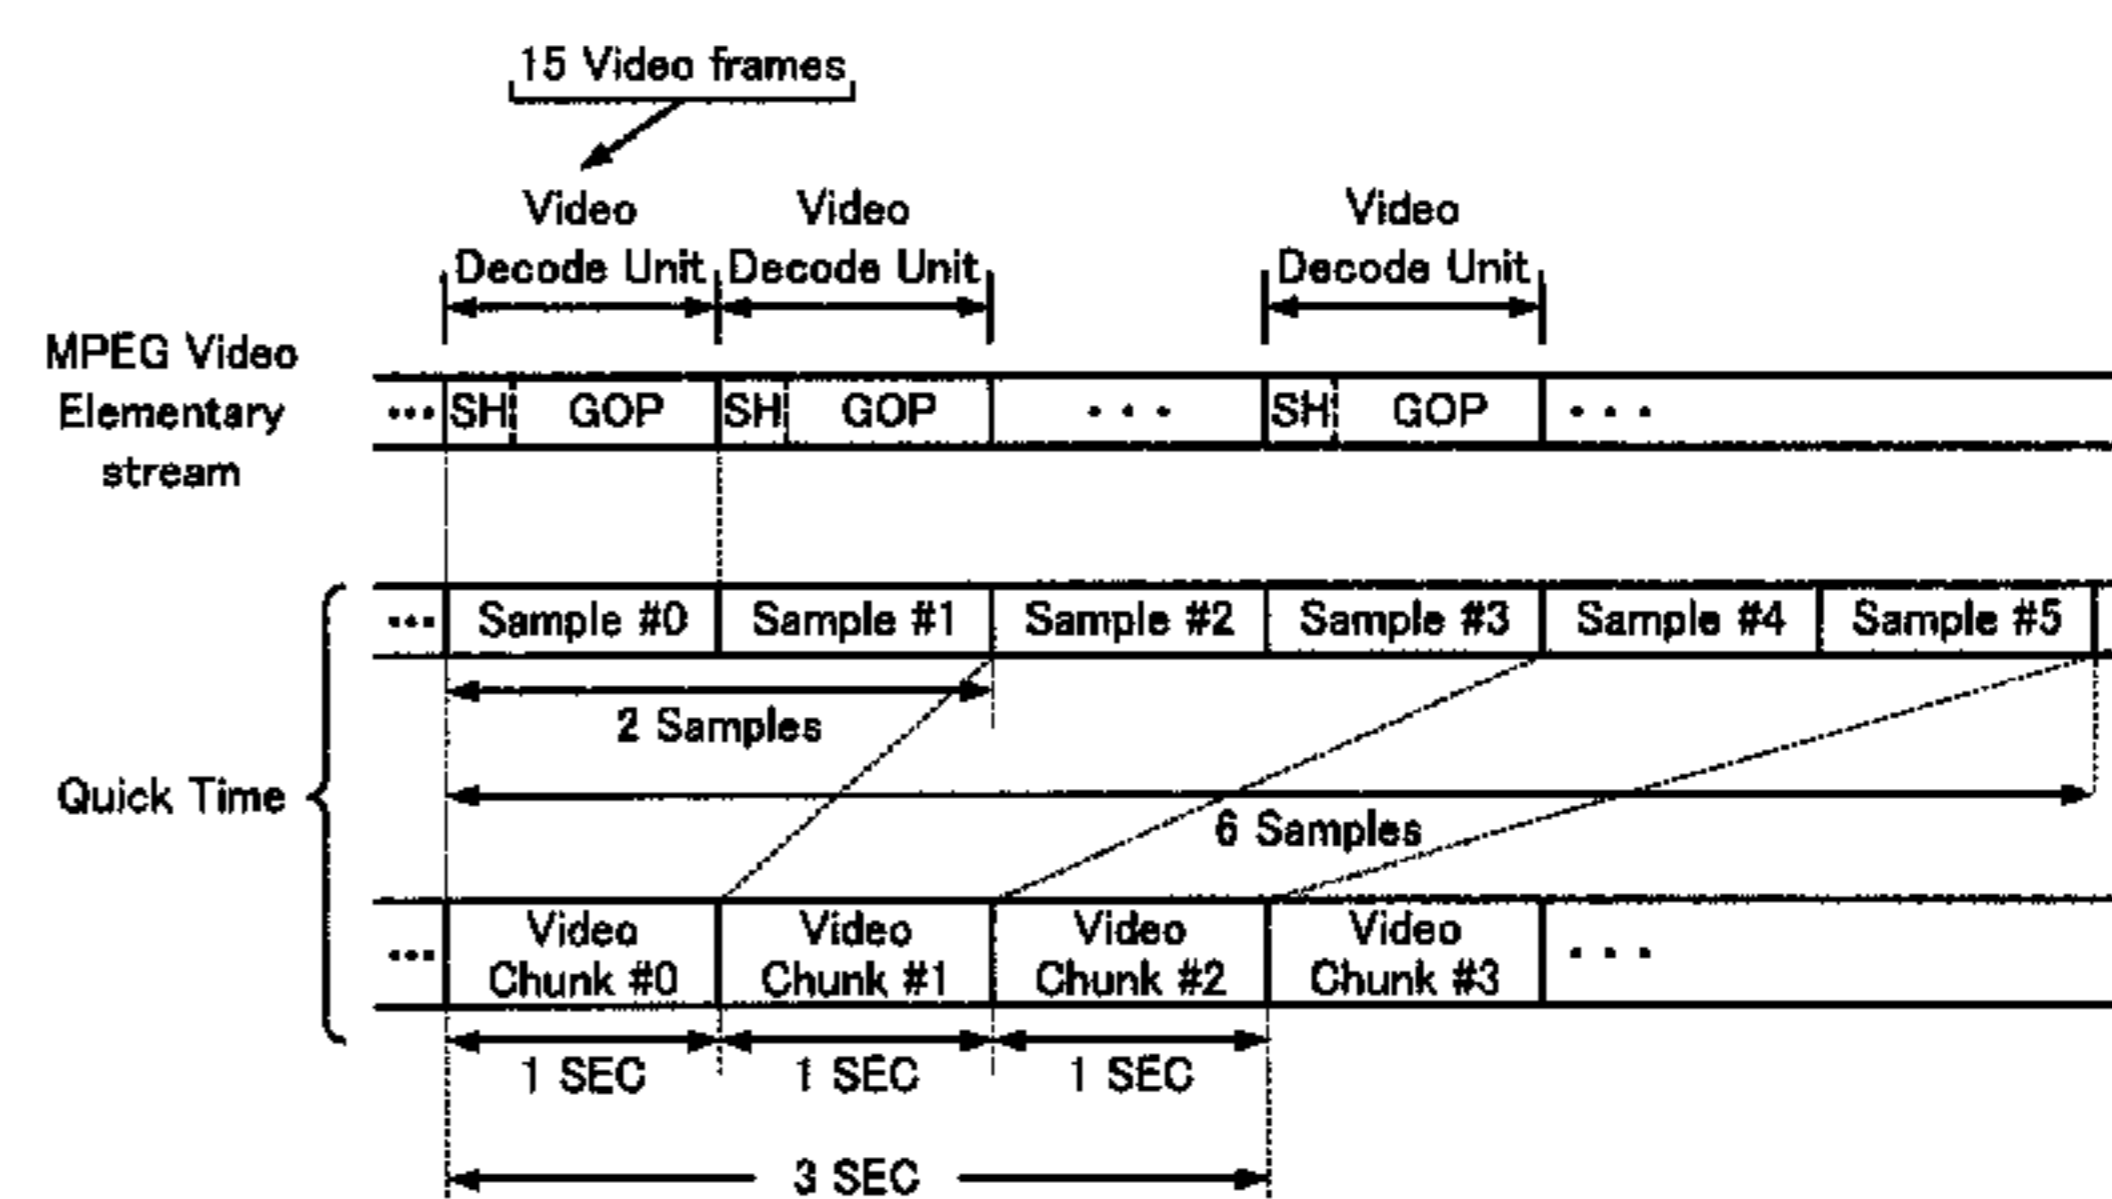 15 Video frames
Video Video Video
Decode Unit Decode Unit Decode Unit
MPEG Video
Elementary
stream
... SH GOP SH GOP ... SH GOP ...
... Sample #0 Sample #1 Sample #2 Sample #3 Sample #4 Sample #5
2 Samples
Quick Time
6 Samples
Video Video Video Video
... Chunk #0 Chunk #1 Chunk #2 Chunk #3 ...
1 SEC 1 SEC 1 SEC
3 SEC